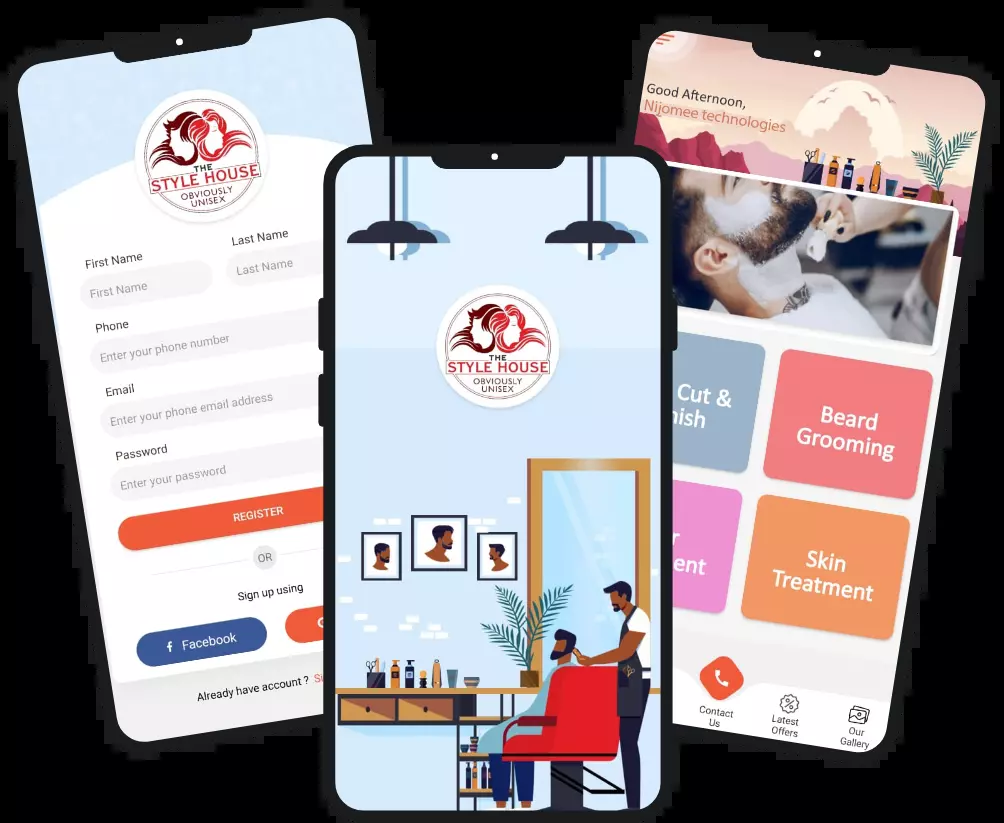 THE
STYLE HOUSE
OBVIOUSLY
UNISEX
First Name
Last Name
First Name
Last Name
Phone
Enter your phone number
Email
Enter your phone email address
Password
Enter your password
REGISTER
OR
Sign up using
f Facebook
G
Already have account ?
THE
STYLE HOUSE
OBVIOUSLY
UNISEX
Good Afternoon,
Nijomee technologies
Cut &
Beard
Grooming
Skin
Treatment
Contact
Us
Latest
Offers
Our
Gallery